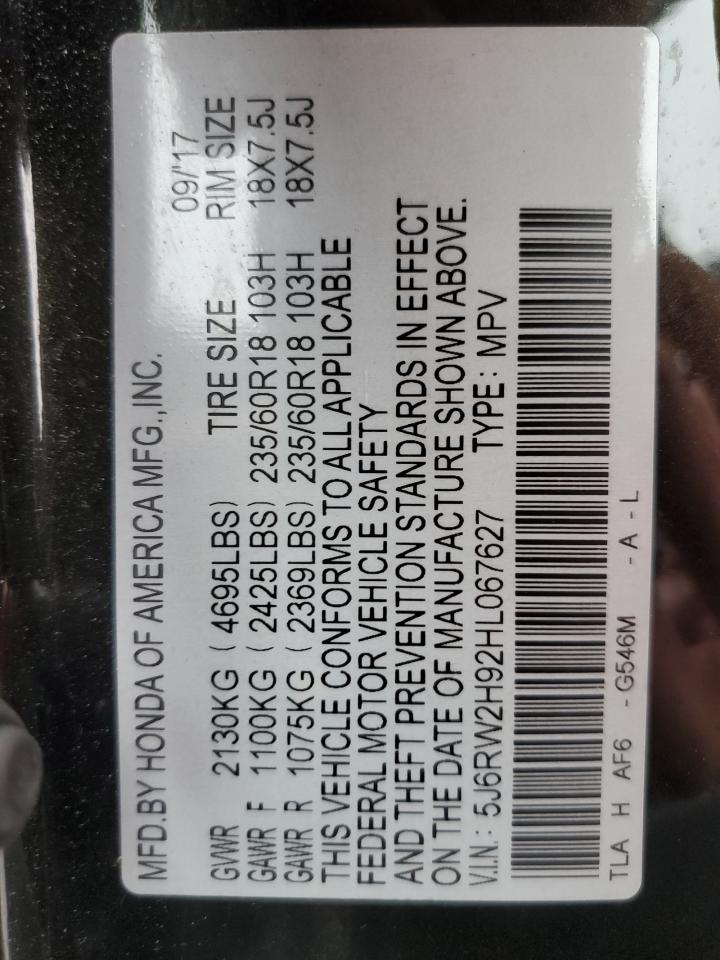 MFD.BY HONDA OF AMERICA MFG.,INC.
09/'17
GVWR 2130KG ( 4695LBS) TIRE SIZE RIM SIZE
GAWR F 1100KG ( 2425LBS) 235/60R18 103H 18X7.5J
GAWR R 1075KG ( 2369LBS) 235/60R18 103H 18X7.5J
THIS VEHICLE CONFORMS TO ALL APPLICABLE
FEDERAL MOTOR VEHICLE SAFETY
AND THEFT PREVENTION STANDARDS IN EFFECT
ON THE DATE OF MANUFACTURE SHOWN ABOVE.
V.I.N.: 5J6RW2H92HL067627 TYPE : MPV
TLA H AF6 - G546M - A - L